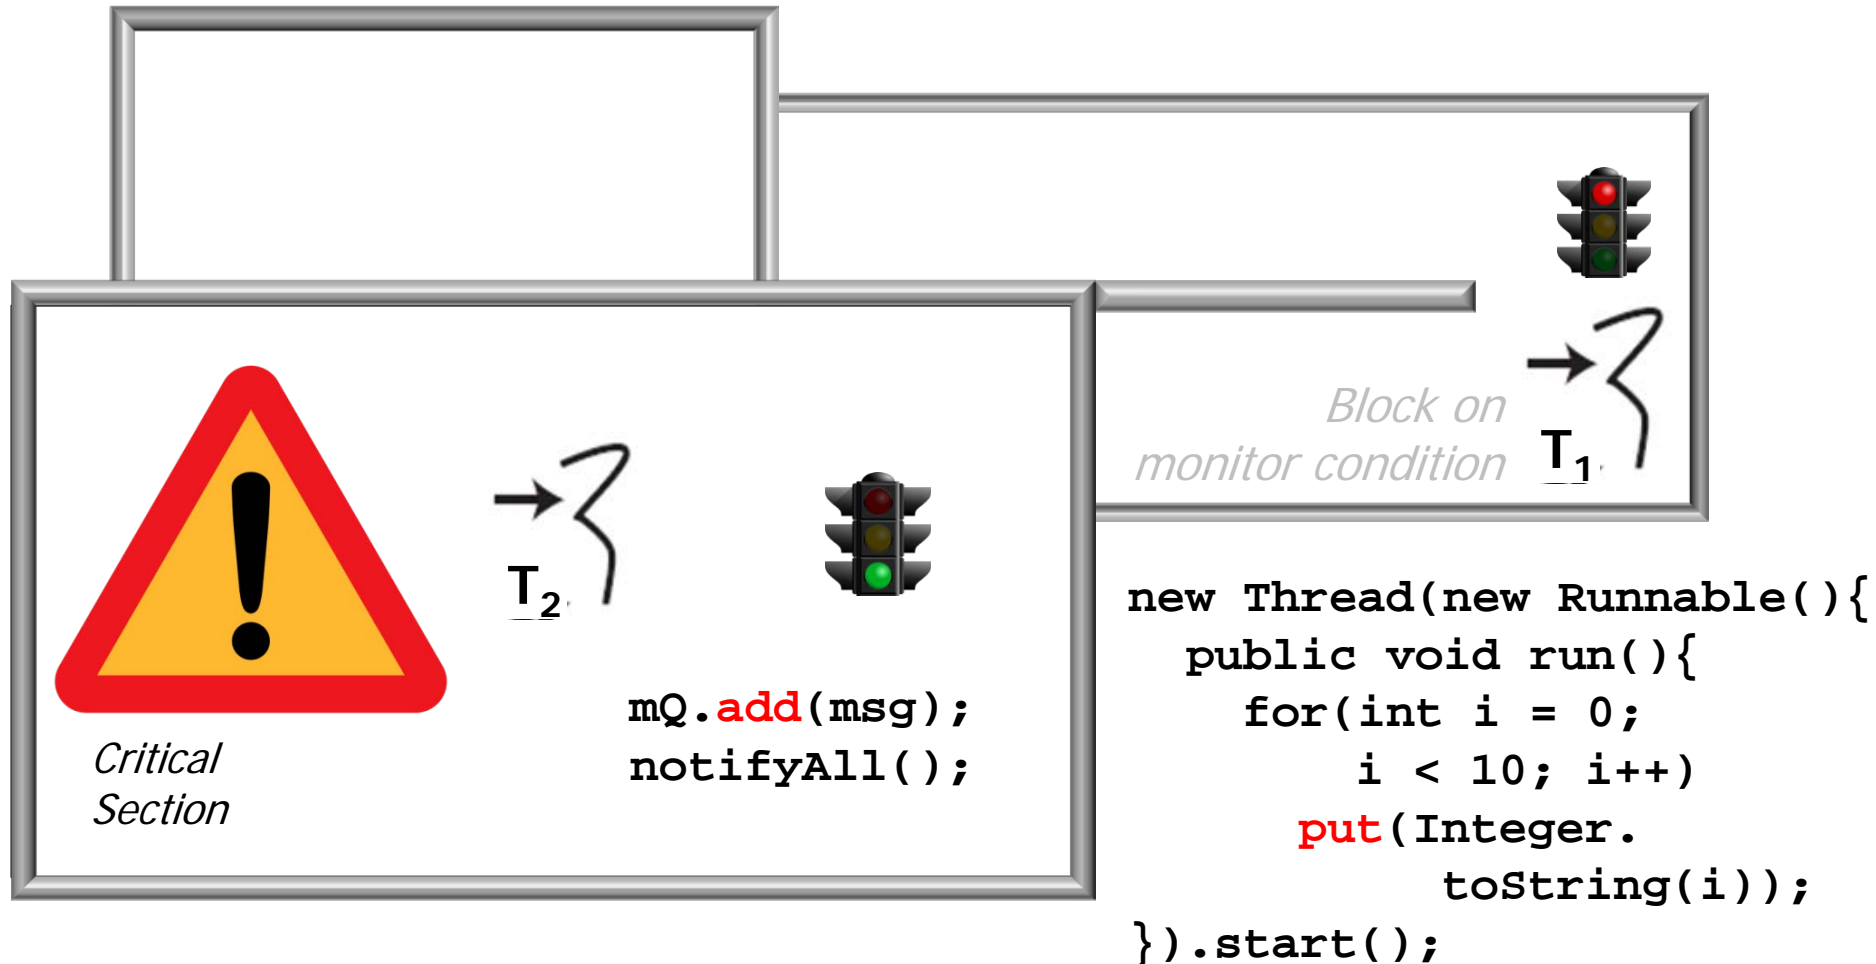 Block on
monitor condition
T₁
T₂
mQ.add(msg);
notifyAll();
Critical
Section
new Thread(new Runnable(){
public void run(){
for(int i = 0;
i < 10; i++)
put(Integer.
toString(i));
}).start();